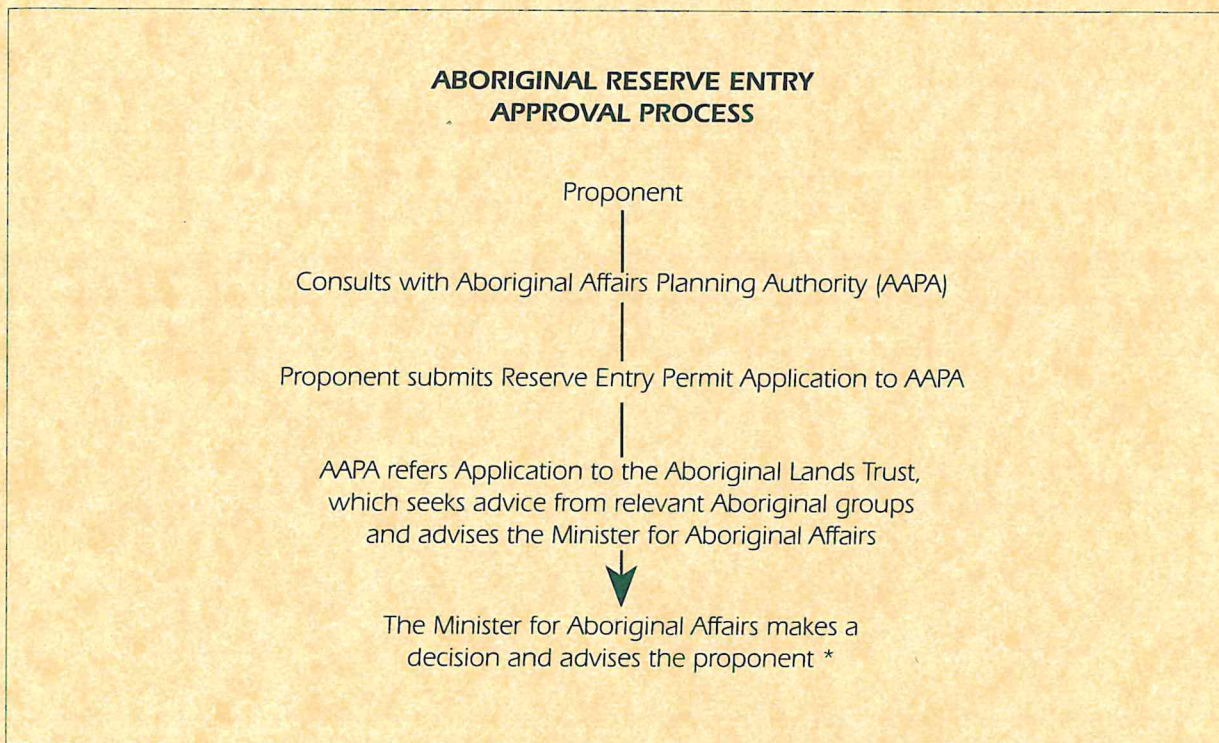 ABORIGINAL RESERVE ENTRY
APPROVAL PROCESS
Proponent
Consults with Aboriginal Affairs Planning Authority (AAPA)
Proponent submits Reserve Entry Permit Application to AAPA
AAPA refers Application to the Aboriginal Lands Trust,
which seeks advice from relevant Aboriginal groups
and advises the Minister for Aboriginal Affairs
The Minister for Aboriginal Affairs makes a
decision and advises the proponent *